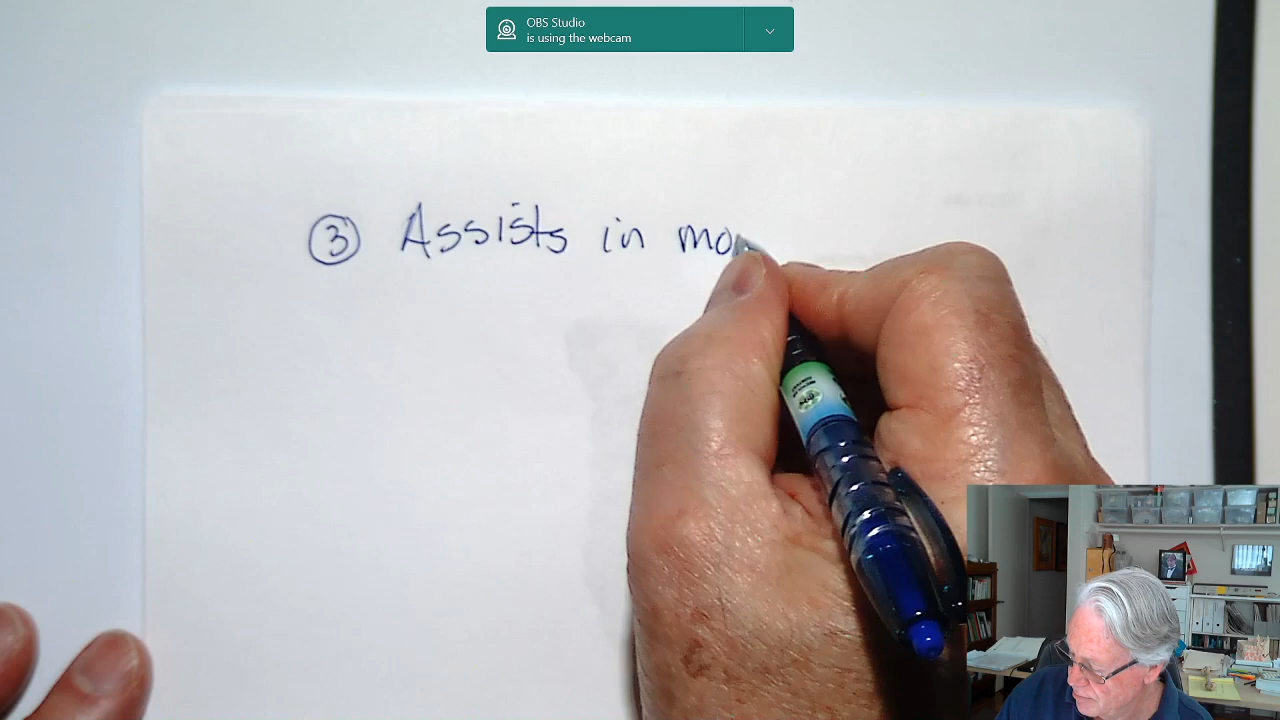 OBS Studio
is using the webcam
③ Assists in mo